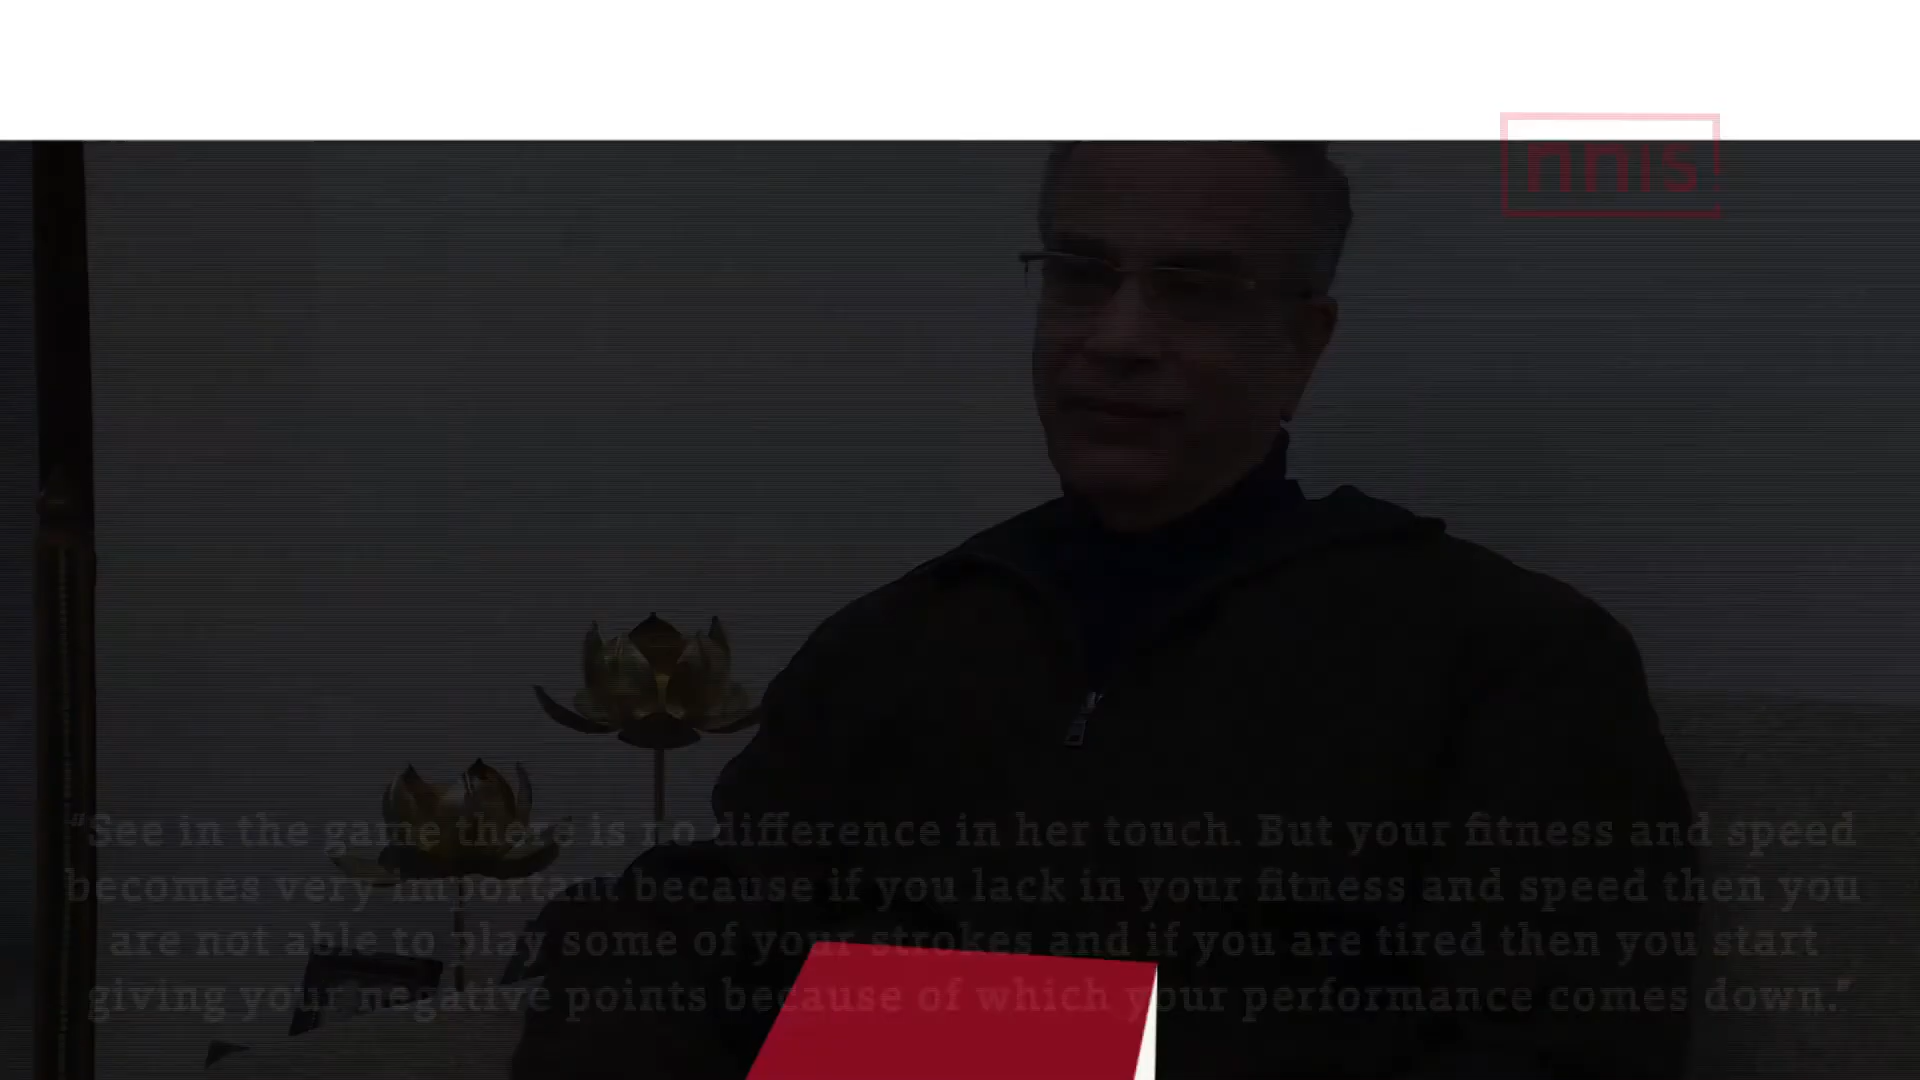 nnis
“See in the game there is no difference in her touch. But your fitness and speed
becomes very important because if you lack in your fitness and speed then you
are not able to play some of your strokes and if you are tired then you start
giving your negative points because of which your performance comes down.”